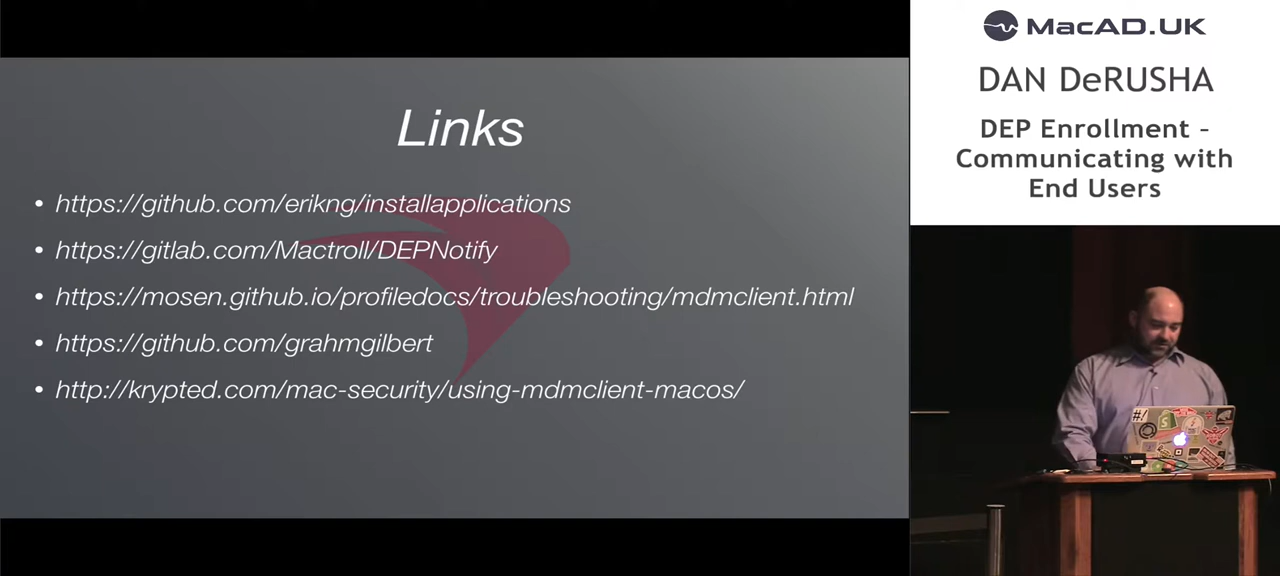 Links
• https://github.com/erikng/installapplications
• https://gitlab.com/Mactroll/DEPNotify
• https://mosen.github.io/profiledocs/troubleshooting/mdmclient.html
• https://github.com/grahmgilbert
• http://krypted.com/mac-security/using-mdmclient-macos/
MacAD.UK
DAN DeRUSHA
DEP Enrollment –
Communicating with
End Users
#!